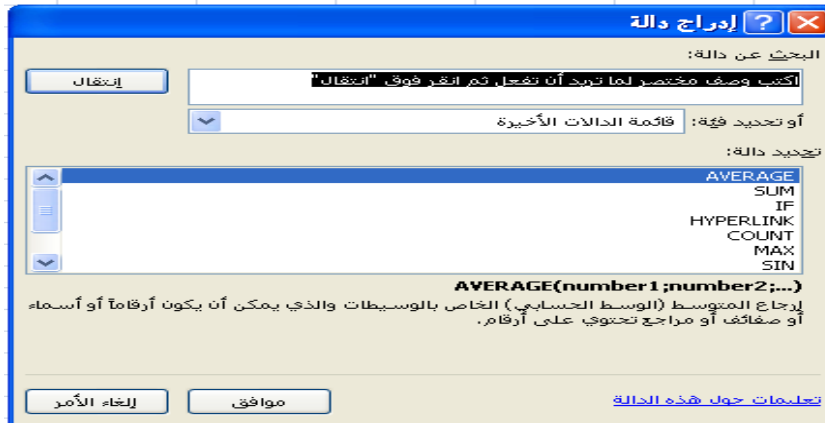 إدراج دالة
البحث عن دالة:
اكتب وصف مختصر لما تريد أن تفعل ثم انقر فوق "انتقال"
إنتقال
أو تحديد فئة: قائمة الدالات الأخيرة
تحديد دالة:
AVERAGE
SUM
IF
HYPERLINK
COUNT
MAX
SIN
AVERAGE(number1;number2;...)
إرجاع المتوسط (الوسط الحسابي) الخاص بالوسيطات والذي يمكن أن يكون أرقاماً أو أسماء
أو صفائف أو مراجع تحتوي على أرقام.
تعليمات حول هذه الدالة
موافق
إلغاء الأمر